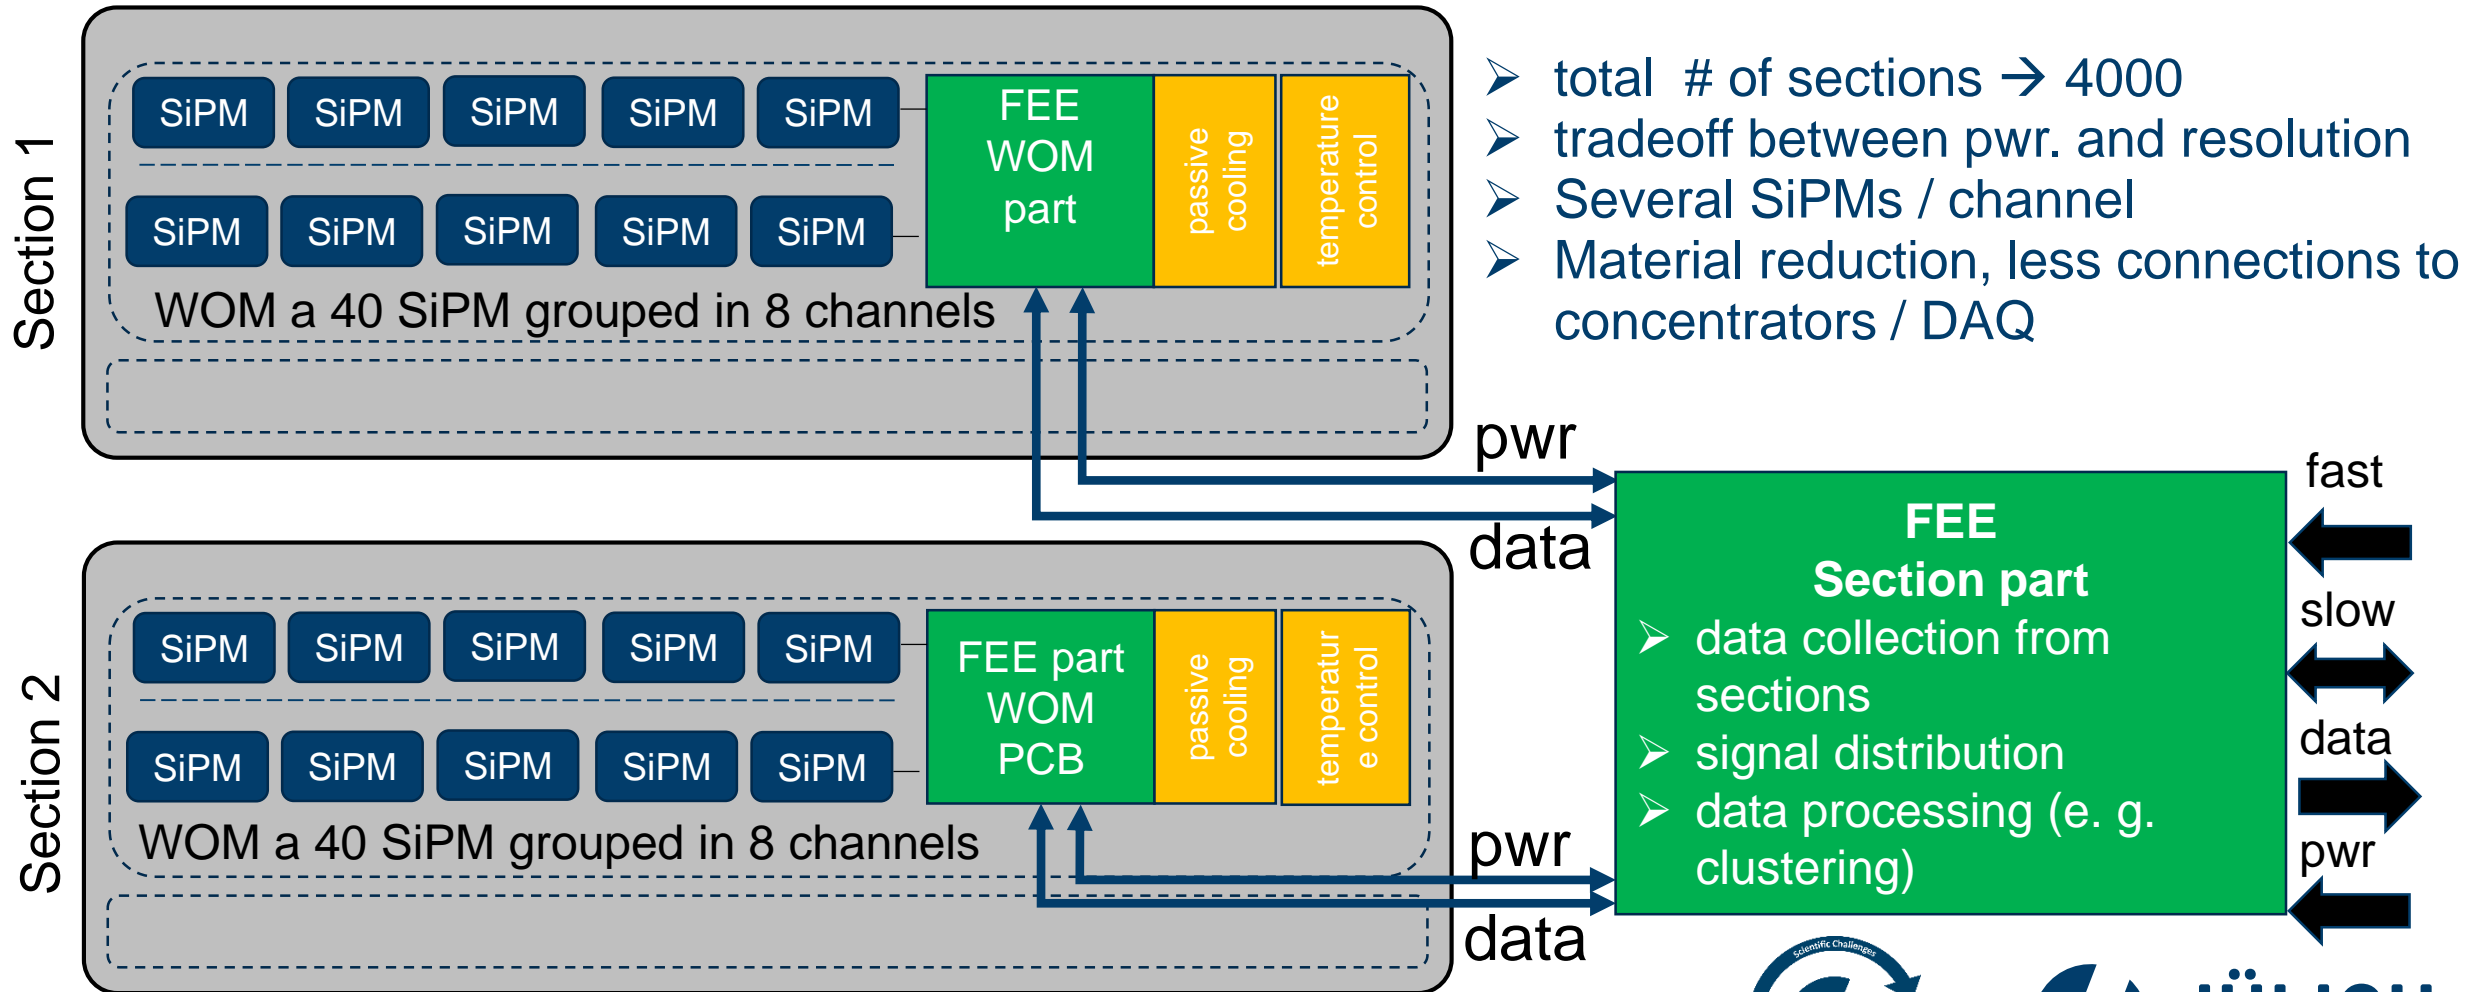 Section 1
SiPM SiPM SiPM SiPM SiPM
SiPM SiPM SiPM SiPM SiPM
FEE
WOM
part
passive
cooling
temperature
control
WOM a 40 SiPM grouped in 8 channels
➢ total # of sections → 4000
➢ tradeoff between pwr. and resolution
➢ Several SiPMs / channel
➢ Material reduction, less connections to
concentrators / DAQ
pwr
data
Section 2
SiPM SiPM SiPM SiPM SiPM
SiPM SiPM SiPM SiPM SiPM
FEE part
WOM
PCB
passive
cooling
temperatur
e control
WOM a 40 SiPM grouped in 8 channels
pwr
data
FEE
Section part
➢ data collection from
sections
➢ signal distribution
➢ data processing (e. g.
clustering)
fast
slow
data
pwr
Scientific Challenges